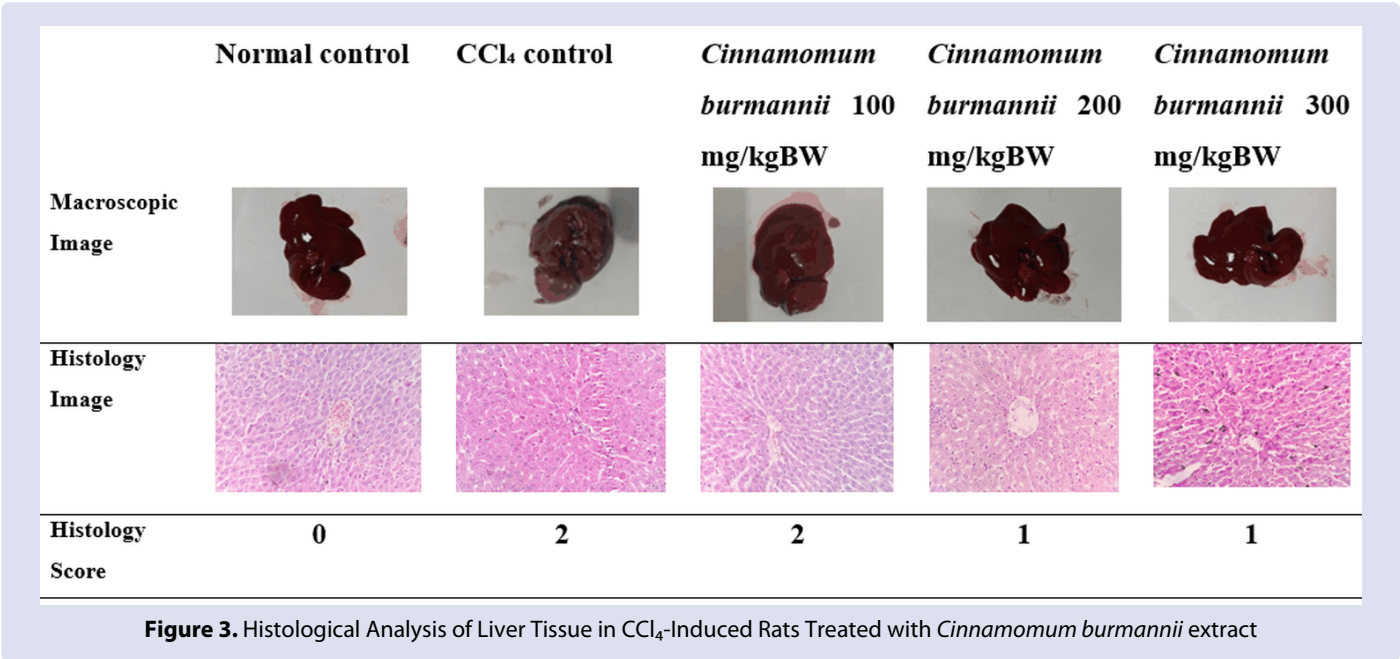 Normal control
CCl₄ control
Cinnamomum
burmannii 100
mg/kgBW
Cinnamomum
burmannii 200
mg/kgBW
Cinnamomum
burmannii 300
mg/kgBW
Macroscopic
Image
Histology
Image
Histology
Score
0
2
2
1
1
Figure 3. Histological Analysis of Liver Tissue in CCl₄-Induced Rats Treated with Cinnamomum burmannii extract